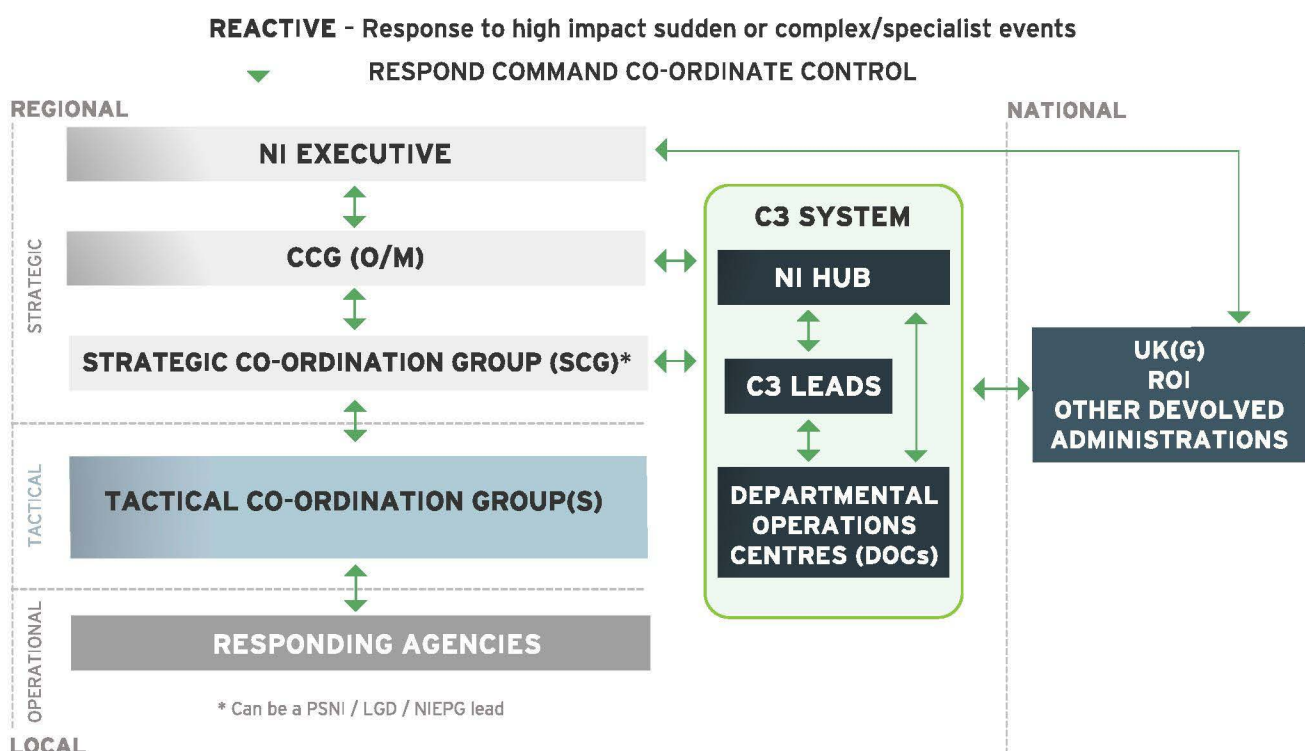 REACTIVE – Response to high impact sudden or complex/specialist events
RESPOND COMMAND CO-ORDINATE CONTROL
REGIONAL
NATIONAL
STRATEGIC
NI EXECUTIVE
CCG (O/M)
STRATEGIC CO-ORDINATION GROUP (SCG)*
C3 SYSTEM
NI HUB
C3 LEADS
DEPARTMENTAL
OPERATIONS
CENTRES (DOCs)
UK(G)
ROI
OTHER DEVOLVED
ADMINISTRATIONS
TACTICAL
TACTICAL CO-ORDINATION GROUP(S)
OPERATIONAL
RESPONDING AGENCIES
* Can be a PSNI / LGD / NIEPG lead
LOCAL